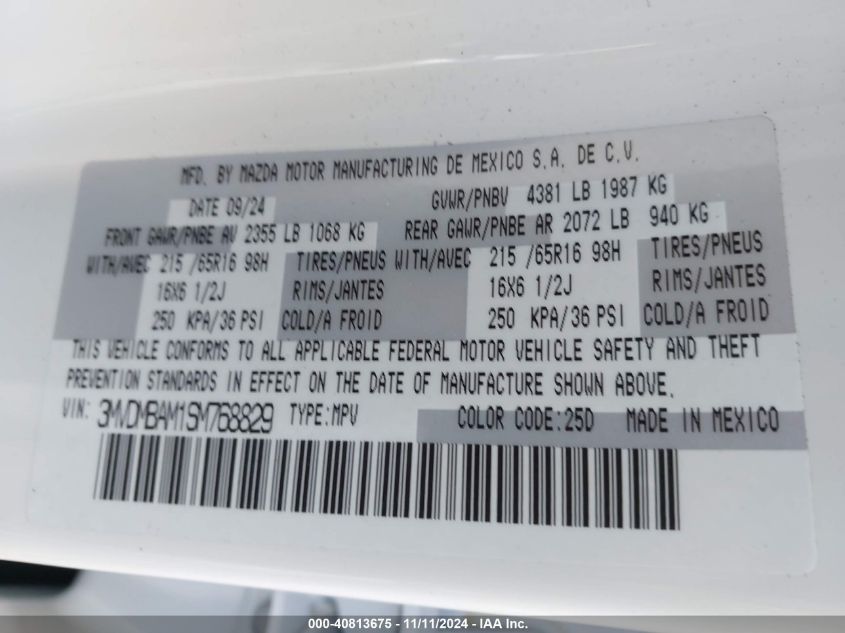 MFD. BY MAZDA MOTOR MANUFACTURING DE MEXICO S.A. DE C.V.
DATE 09/24 GVWR/PNBV 4381 LB 1987 KG
FRONT GAWR/PNBE AV 2355 LB 1068 KG REAR GAWR/PNBE AR 2072 LB 940 KG
WITH/AVEC 215 /65R16 98H TIRES/PNEUS WITH/AVEC 215 /65R16 98H TIRES/PNEUS
16X6 1/2J RIMS/JANTES 16X6 1/2J RIMS/JANTES
250 KPA/36 PSI COLD/A FROID 250 KPA/36 PSI COLD/A FROID
THIS VEHICLE CONFORMS TO ALL APPLICABLE FEDERAL MOTOR VEHICLE SAFETY AND THEFT
PREVENTION STANDARDS IN EFFECT ON THE DATE OF MANUFACTURE SHOWN ABOVE.
VIN: 3MVDMBAM1SM768829 TYPE:MPV COLOR CODE:25D MADE IN MEXICO
000-40813675 - 11/11/2024 - IAAI Inc.